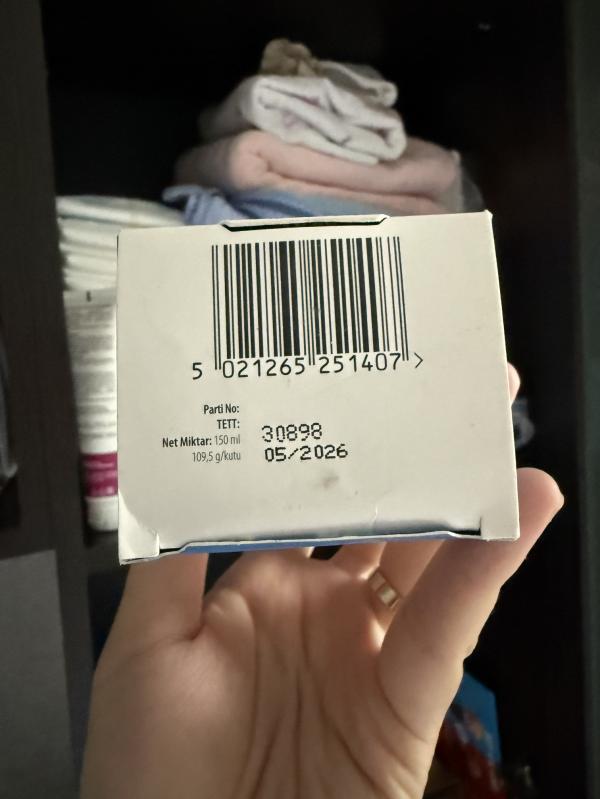 5 021265 251407 >
Parti No:
TETT:
Net Miktar: 150 ml
109,5 g/kutu
30898
05/2026